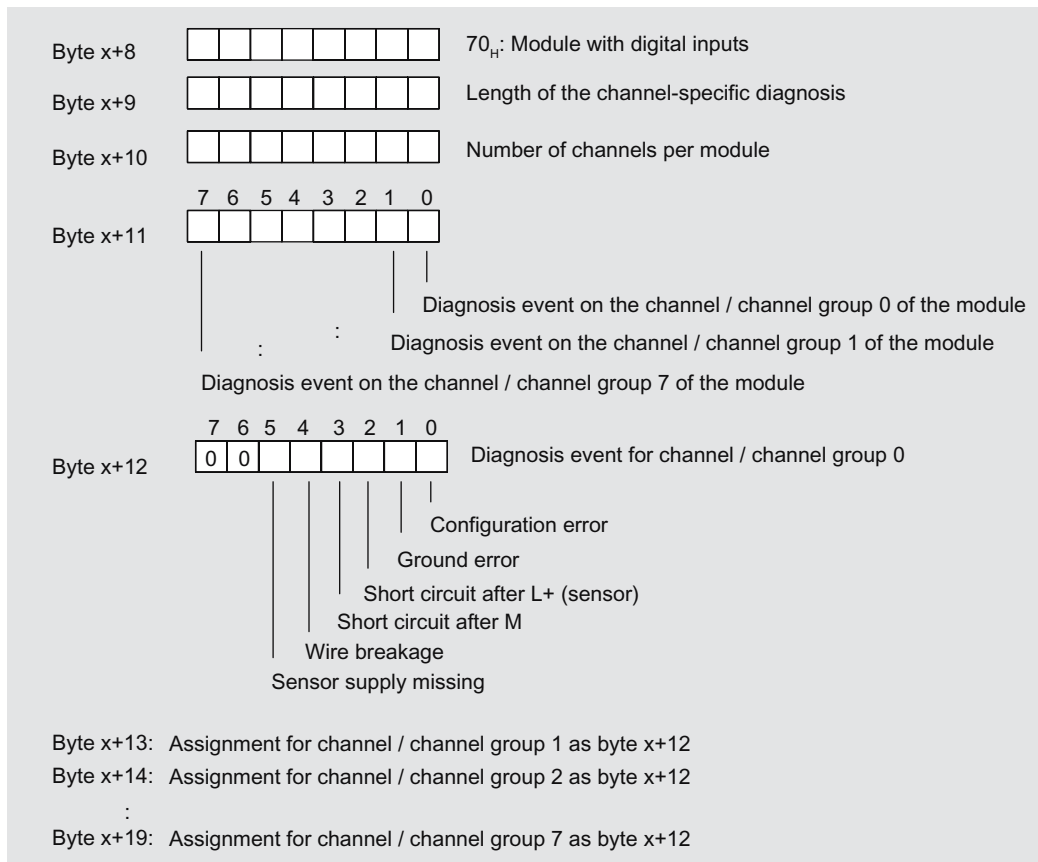 Byte x+8 70H: Module with digital inputs
Byte x+9 Length of the channel-specific diagnosis
Byte x+10 Number of channels per module
7 6 5 4 3 2 1 0
Byte x+11
Diagnosis event on the channel / channel group 0 of the module
: : Diagnosis event on the channel / channel group 1 of the module
Diagnosis event on the channel / channel group 7 of the module
7 6 5 4 3 2 1 0
Byte x+12 0 0 Diagnosis event for channel / channel group 0
Configuration error
Ground error
Short circuit after L+ (sensor)
Short circuit after M
Wire breakage
Sensor supply missing
Byte x+13: Assignment for channel / channel group 1 as byte x+12
Byte x+14: Assignment for channel / channel group 2 as byte x+12
:
Byte x+19: Assignment for channel / channel group 7 as byte x+12